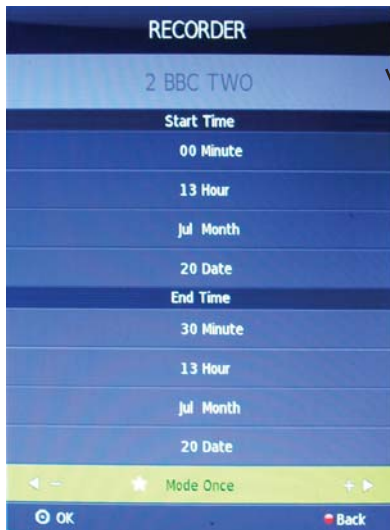 RECORDER
2 BBC TWO
Start Time
00 Minute
13 Hour
Jul Month
20 Date
End Time
30 Minute
13 Hour
Jul Month
20 Date
Mode Once
OK Back